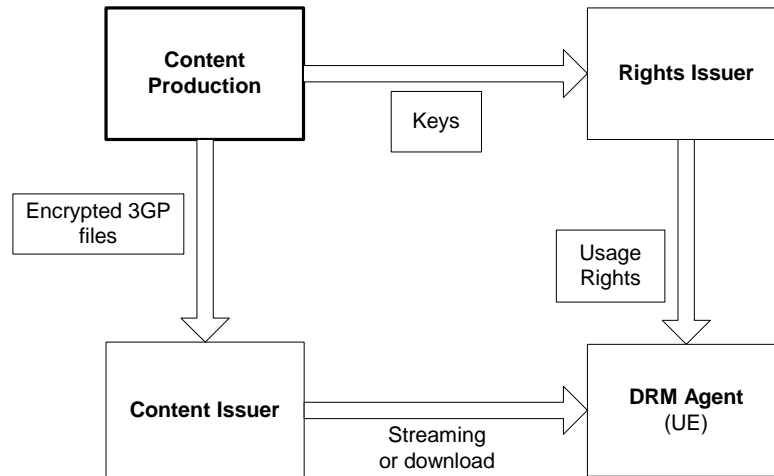 Content
Production
Rights Issuer
Keys
Encrypted 3GP
files
Usage
Rights
Content Issuer
Streaming
or download
DRM Agent
(UE)